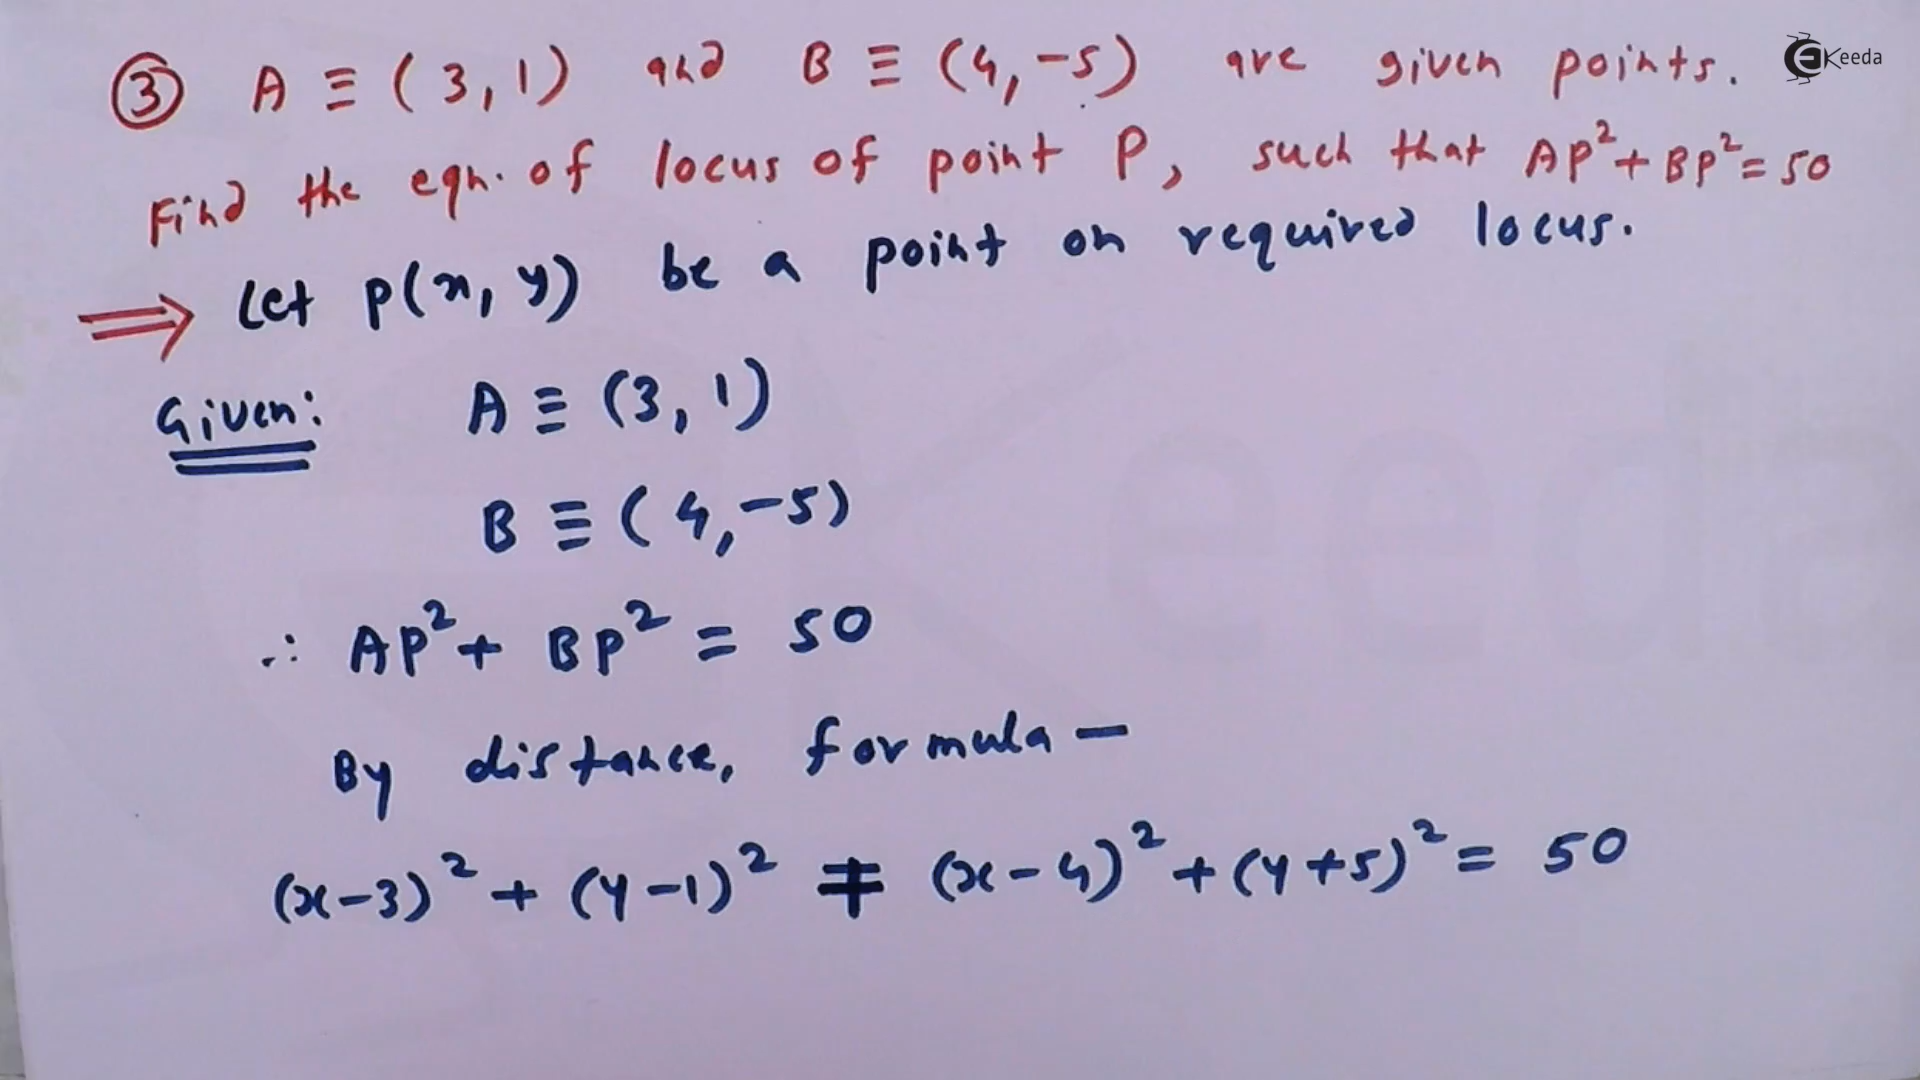 ③ A ≡ (3, 1) and B ≡ (4, -5) are given points.
Keeda
Find the eqn. of locus of point P, such that AP² + BP² = 50
⇒ Let P(x, y) be a point on required locus.
Given: A ≡ (3, 1)
B ≡ (4, -5)
∴ AP² + BP² = 50
By distance, formula –
(x-3)² + (y-1)² + (x-4)² + (y+5)² = 50